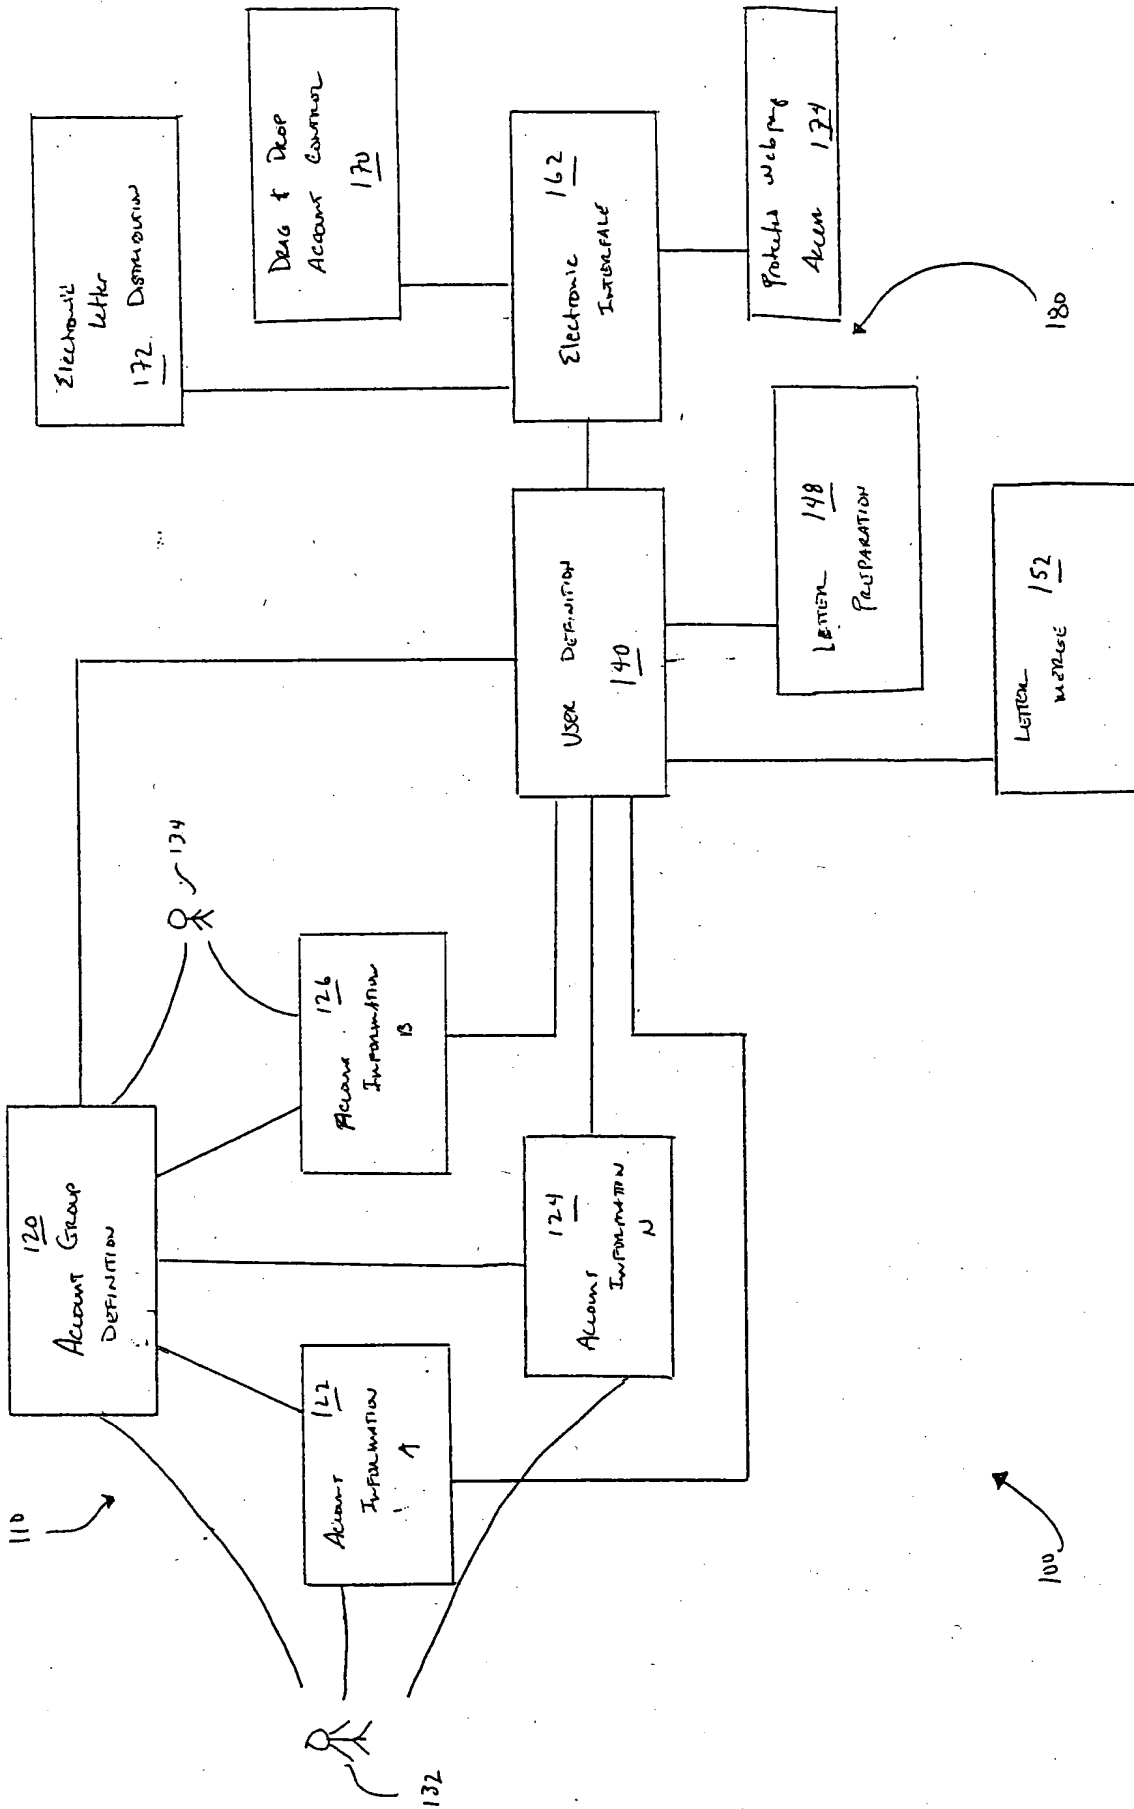 110
120
Account Group
DEFINITION
134
122
Account
INFORMATION
A
126
Account
INFORMATION
B
124
Account
INFORMATION
N
132
100
USER DEFINITION
140
LETTER 148
PREPARATION
LETTER
MERGE 152
Electronic
Letter
172. DISTRIBUTION
DRAG & DROP
ACCOUNT CONTROL
170
Electronic 162
INTERFACE
Protected Webpage
Access 174
180